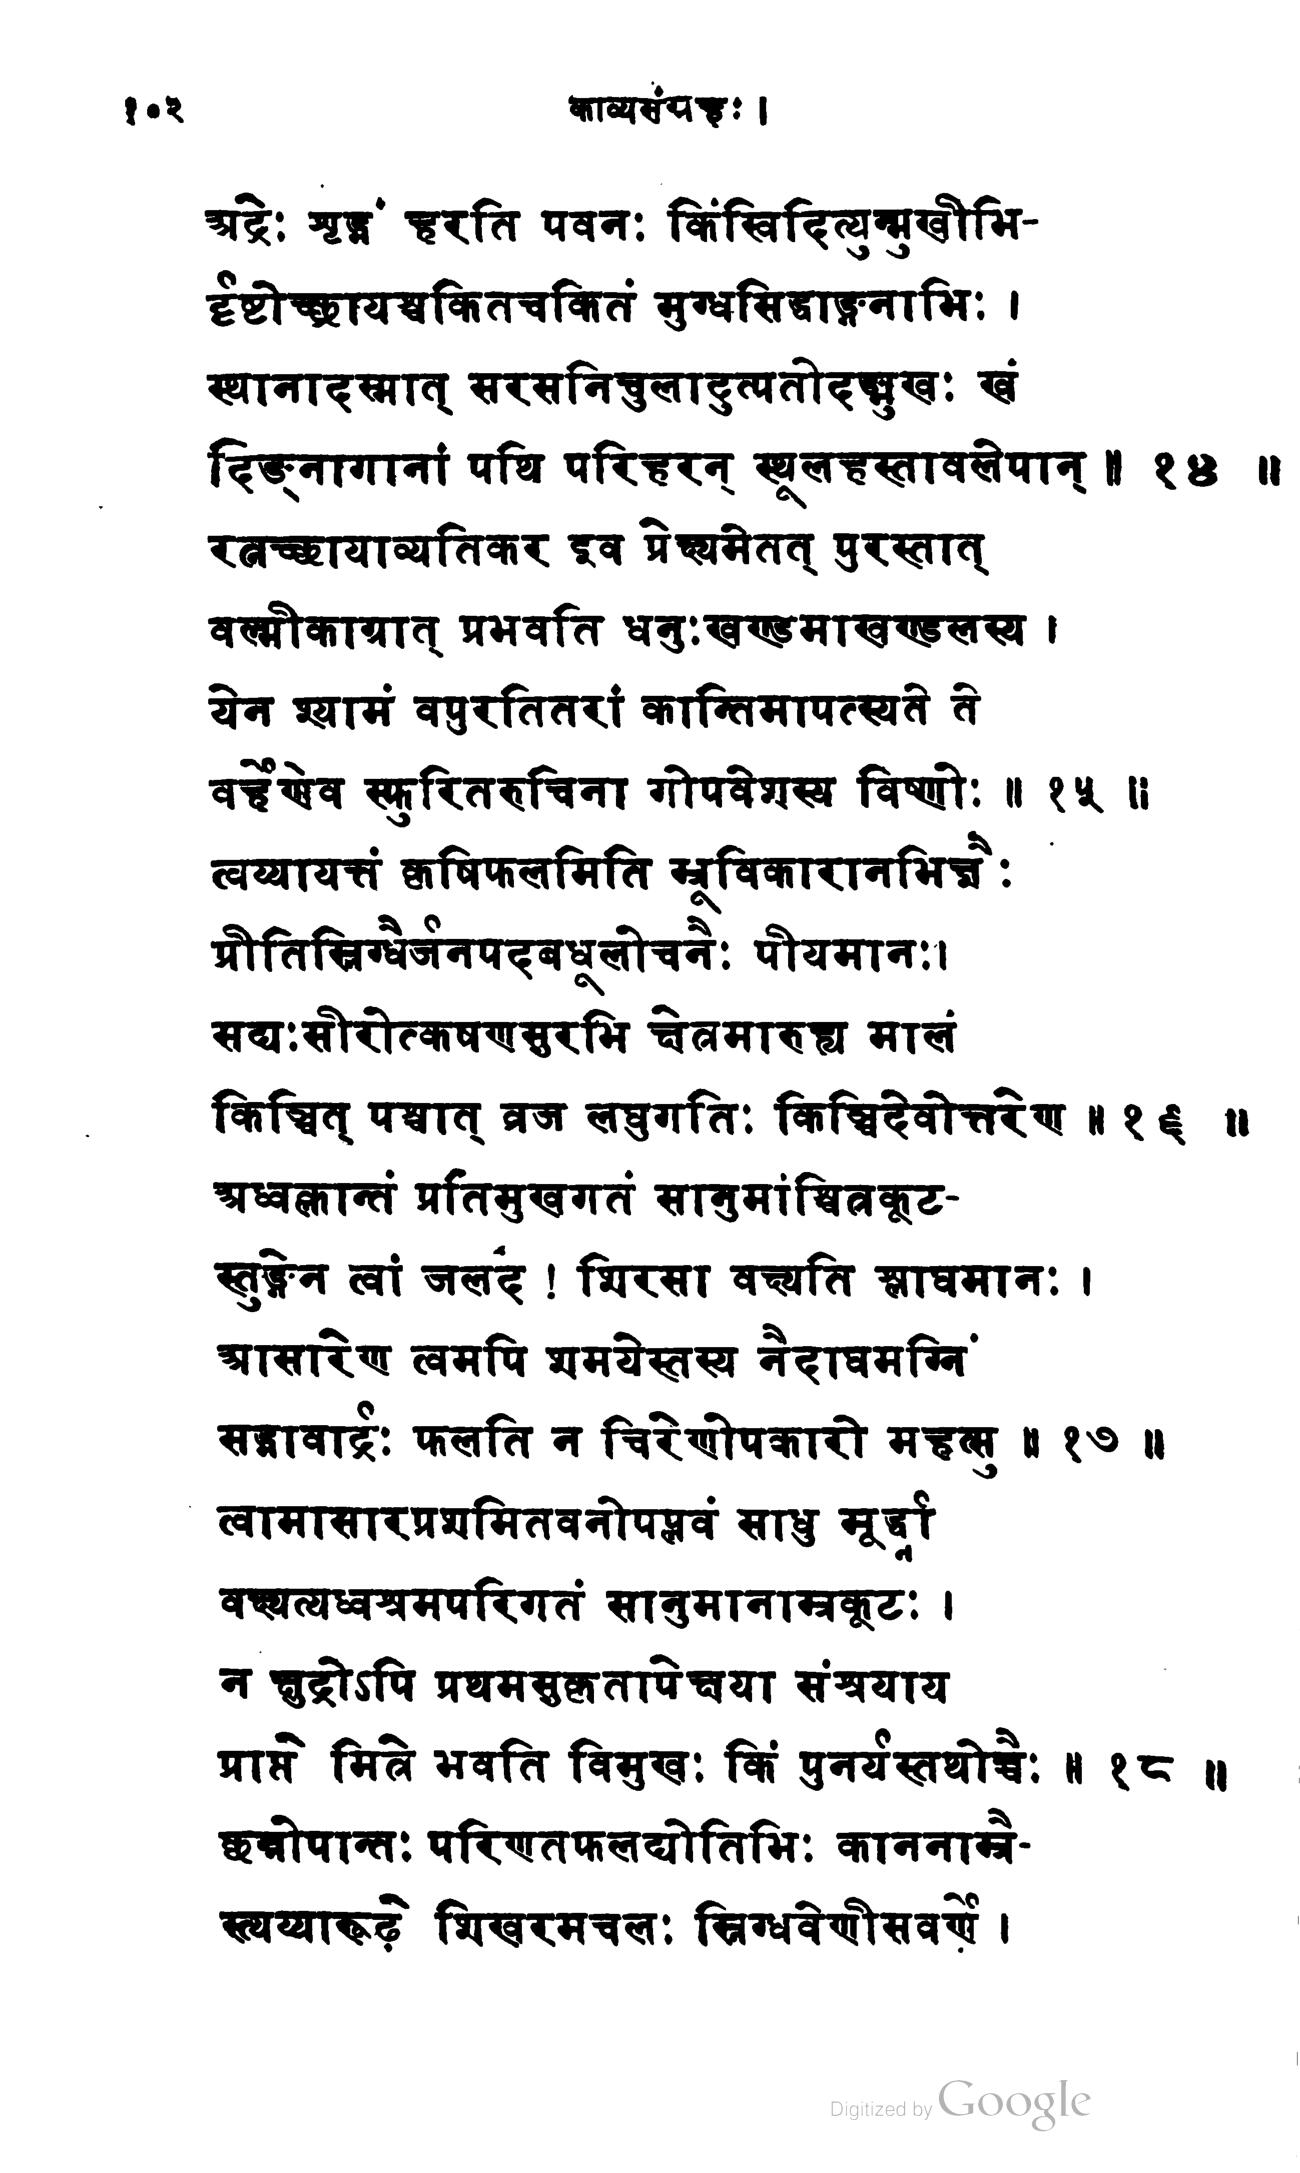 १०२ काव्यसंग्रहः।
अद्रेः शृङ्गं हरति पवनः किंस्विदित्युन्मुखीभि-
र्दृष्टोच्छ्रायश्चकितचकितं मुग्धसिद्धाङ्गनाभिः ।
स्थानादस्मात् सरसनिचुलादुत्पतोदङ्मुखः खं
दिङ्नागानां पथि परिहरन् स्थूलहस्तावलेपान् ॥ १४ ॥
रत्नच्छायाव्यतिकर इव प्रेक्ष्यमेतत् पुरस्तात्
वल्मीकाग्रात् प्रभवति धनुःखण्डमाखण्डलस्य ।
येन श्यामं वपुरतितरां कान्तिमापत्स्यते ते
वर्हेणेव स्फुरितरुचिना गोपवेशस्य विष्णोः ॥ १५ ॥
त्वय्यायत्तं कृषिफलमिति भ्रूविकारानभिज्ञैः
प्रीतिस्निग्धैर्जनपदबधूलोचनैः पीयमानः।
सद्यःसीरोत्कषणसुरभि क्षेत्रमारुह्य मालं
किञ्चित् पश्चात् व्रज लघुगतिः किञ्चिदेवोत्तरेण ॥ १६ ॥
अध्वक्लान्तं प्रतिमुखगतं सानुमांश्चित्रकूट-
स्तुङ्गेन त्वां जलद ! शिरसा वक्ष्यति श्लाघमानः ।
आसारेण त्वमपि शमयेस्तस्य नैदाघमग्निं
सद्भावार्द्रः फलति न चिरेणोपकारो महत्सु ॥ १७ ॥
त्वामासारप्रशमितवनोपप्लवं साधु मूर्द्ध्ना
वक्ष्यत्यध्वश्रमपरिगतं सानुमानाम्रकूटः ।
न क्षुद्रोऽपि प्रथमसुकृतापेक्षया संश्रयाय
प्राप्ते मित्रे भवति विमुखः किं पुनर्यस्तथोच्चैः ॥ १८ ॥
छन्नोपान्तः परिणतफलद्योतिभिः काननाम्रै-
स्त्वय्यारूढ़े शिखरमचलः स्निग्धवेणीसवर्णे ।
Digitized by Google